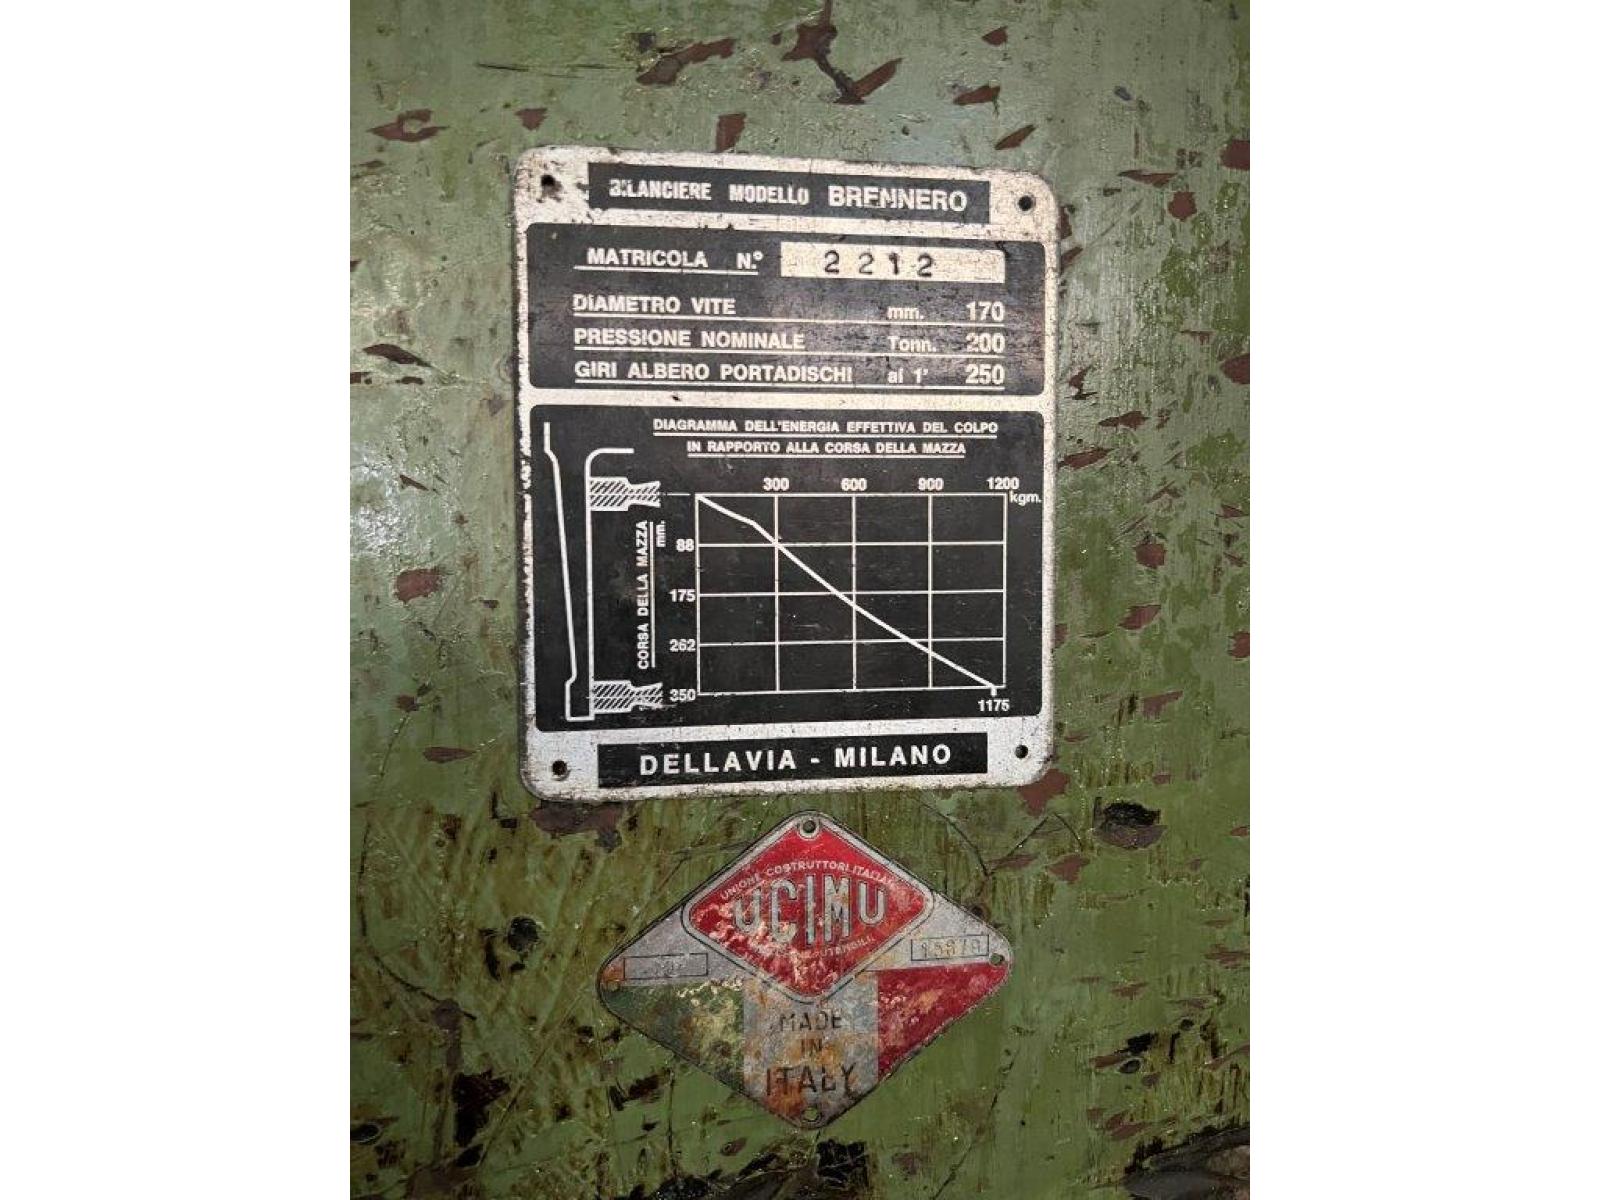 BILANCIERE MODELLO BRENNERO
MATRICOLA N.º 2212
DIAMETRO VITE mm. 170
PRESSIONE NOMINALE Tonn. 200
GIRI ALBERO PORTADISCHI al 1' 250
DIAGRAMMA DELL'ENERGIA EFFETTIVA DEL COLPO
IN RAPPORTO ALLA CORSA DELLA MAZZA
300 600 900 1200
kgm.
CORSA DELLA MAZZA
mm.
88
175
262
350
1175
DELLAVIA - MILANO
UNIONE COSTRUTTORI ITALIANI
UCIMU
MADE
IN
ITALY